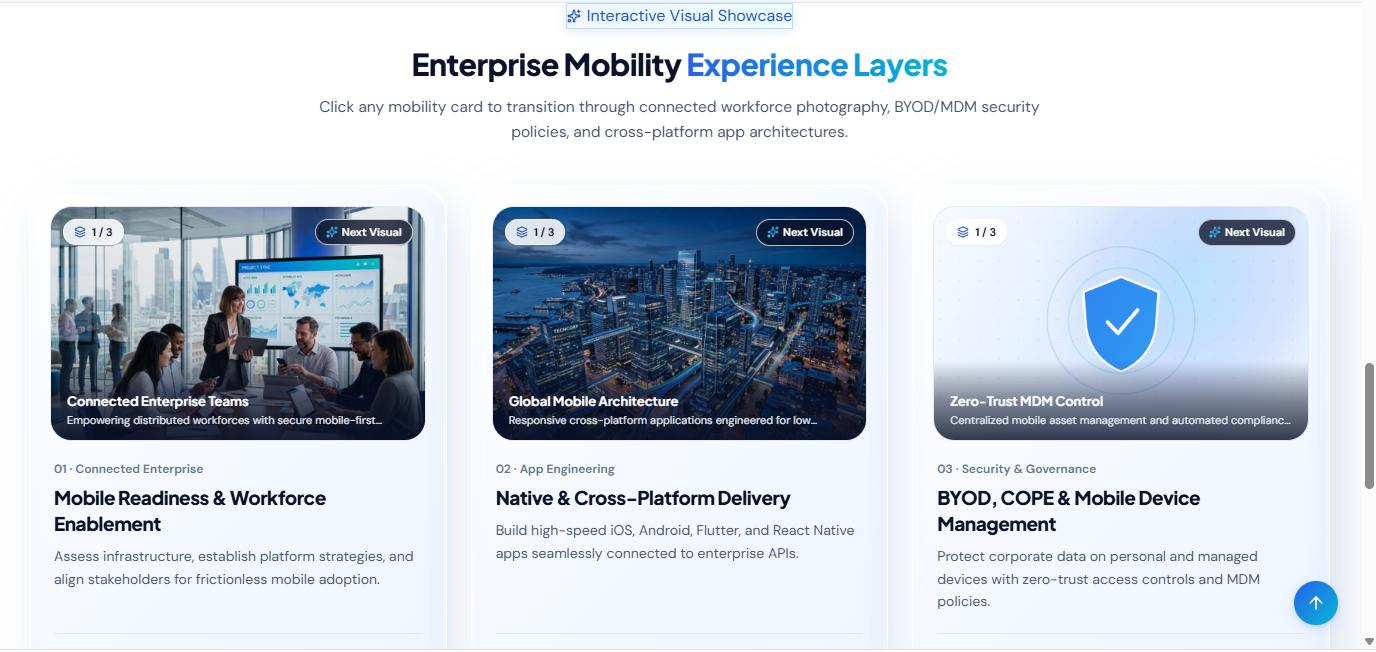 Interactive Visual Showcase
Enterprise Mobility Experience Layers
Click any mobility card to transition through connected workforce photography, BYOD/MDM security
policies, and cross-platform app architectures.
1 / 3
Next Visual
PROJECT SYNC
Connected Enterprise Teams
Empowering distributed workforces with secure mobile-first...
01 · Connected Enterprise
Mobile Readiness & Workforce
Enablement
Assess infrastructure, establish platform strategies, and
align stakeholders for frictionless mobile adoption.
1 / 3
Next Visual
TECHCORP
Global Mobile Architecture
Responsive cross-platform applications engineered for low...
02 · App Engineering
Native & Cross-Platform Delivery
Build high-speed iOS, Android, Flutter, and React Native
apps seamlessly connected to enterprise APIs.
1 / 3
Next Visual
Zero-Trust MDM Control
Centralized mobile asset management and automated complianc...
03 · Security & Governance
BYOD, COPE & Mobile Device
Management
Protect corporate data on personal and managed
devices with zero-trust access controls and MDM
policies.